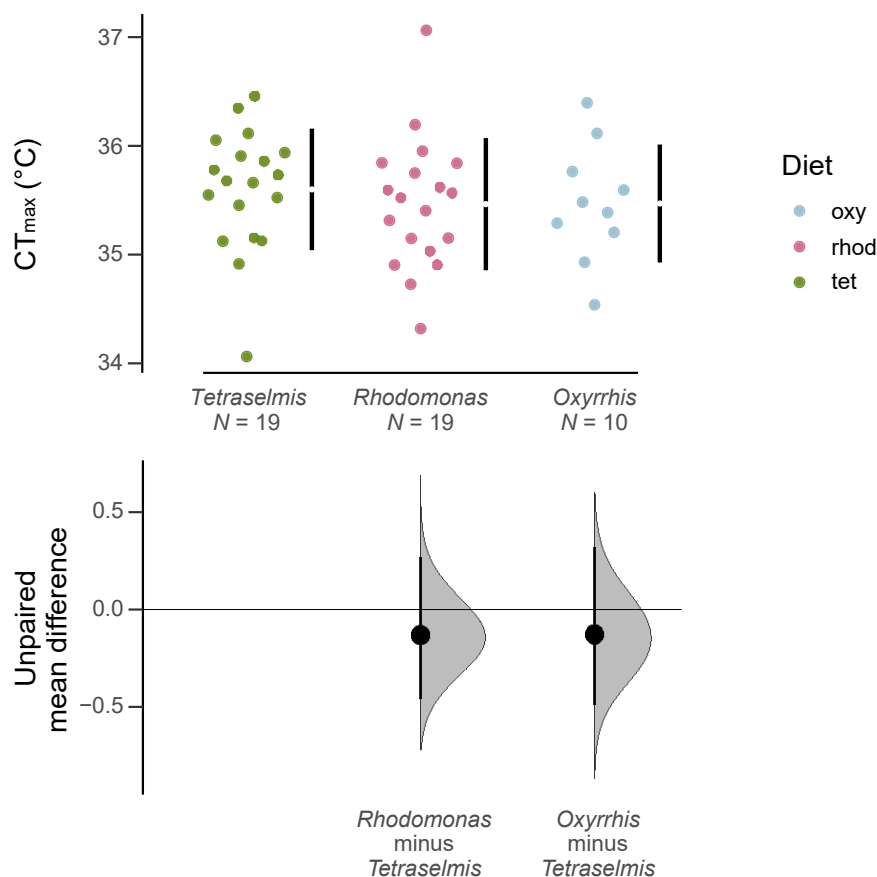 37
36
35
34
CTmax (°C)
Tetraselmis
N = 19
Rhodomonas
N = 19
Oxyrrhis
N = 10
Diet
oxy
rhod
tet
0.5
0.0
−0.5
Unpaired
mean difference
Rhodomonas
minus
Tetraselmis
Oxyrrhis
minus
Tetraselmis